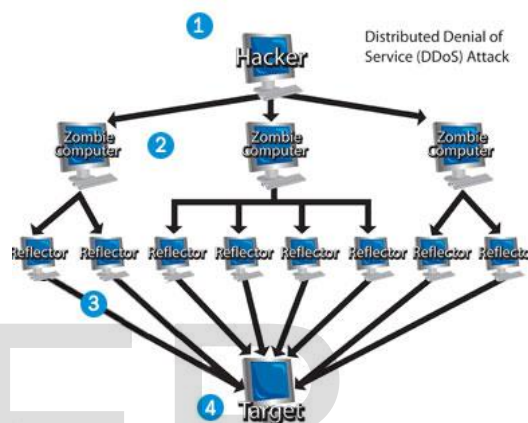 1
Hacker
Distributed Denial of
Service (DDoS) Attack
Zombie
Computer
2
Zombie
Computer
Zombie
Computer
Reflector
Reflector
Reflector
Reflector
Reflector
Reflector
Reflector
Reflecto
3
4
Target